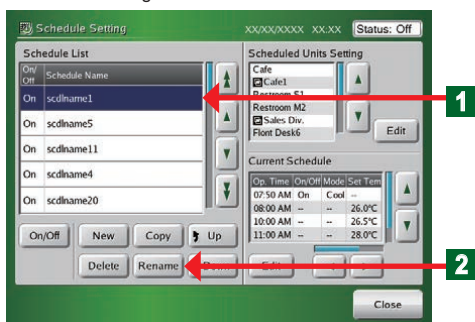 Schedule Setting
XX/XX/XXXX XX.XX
Status: Off
Schedule List
On/Off Schedule Name
On scdlname1
On scdlname5
On scdlname11
On scdlname4
On scdlname20
On/Off New Copy Up
Delete Rename
Scheduled Units Setting
Cafe
Cafe1
Restroom S1
Restroom M2
Sales Div.
Flont Desk6
Edit
Current Schedule
Op. Time On/Off Mode Set Tem
07:50 AM On Cool --
08:00 AM -- -- 26.0°C
10:00 AM -- -- 26.5°C
11:00 AM -- -- 28.0°C
Edit
Close
1
2